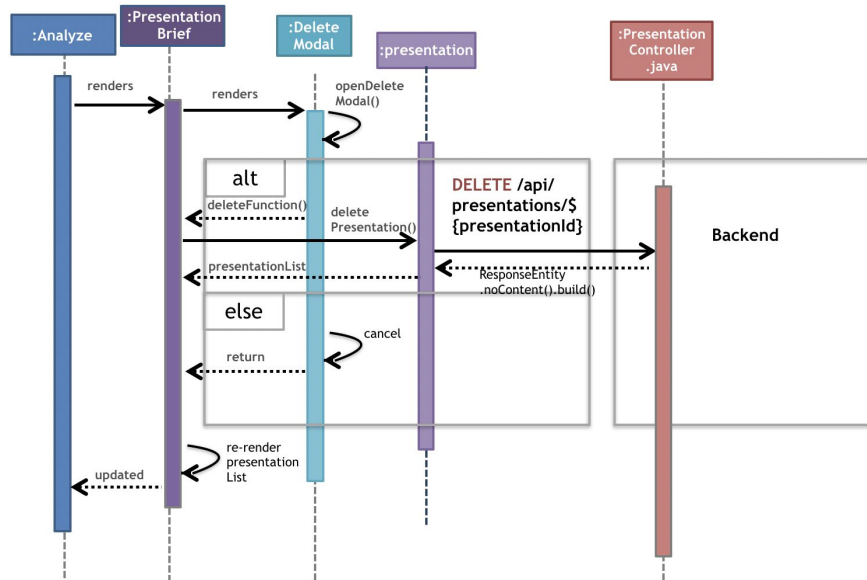 :Analyze
:Presentation
Brief
:Delete
Modal
:presentation
:Presentation
Controller
.java
renders
renders
openDelete
Modal()
alt
deleteFunction()
delete
Presentation()
DELETE /api/
presentations/$
{presentationId}
Backend
presentationList
ResponseEntity
.noContent().build()
else
cancel
return
re-render
presentation
List
updated